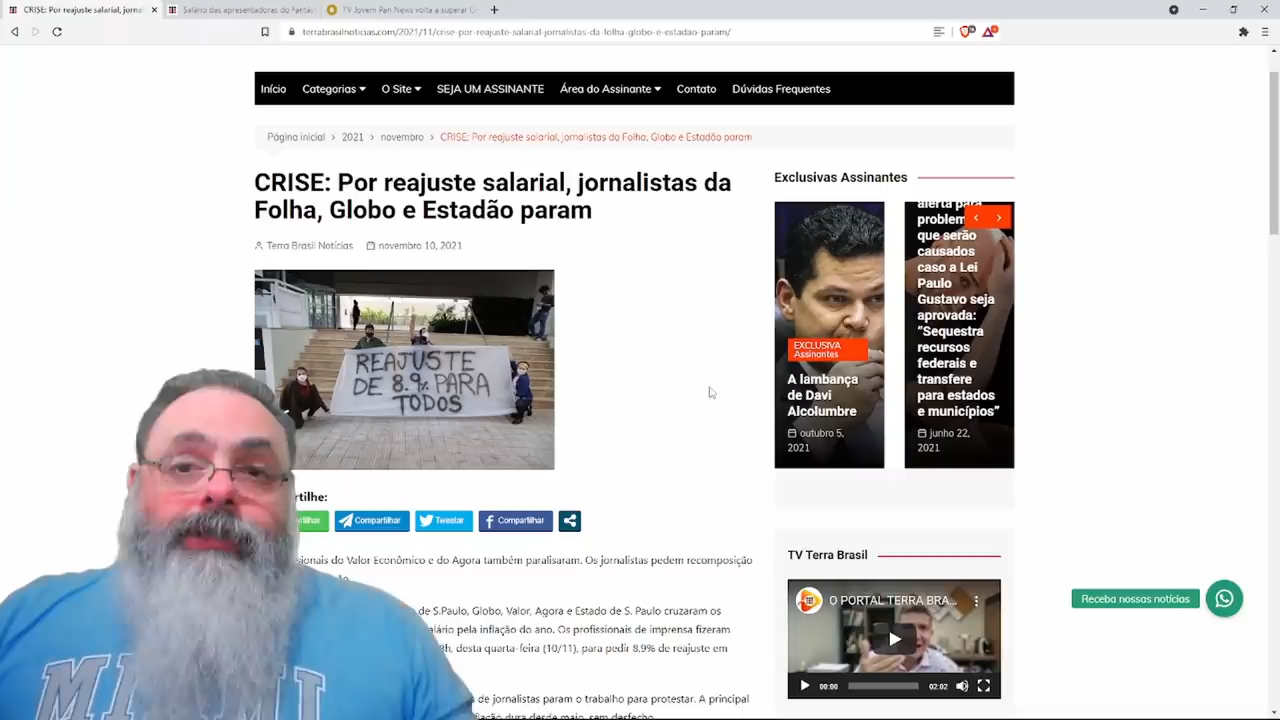 CRISE: Por reajuste salarial, jornal
Salário das apresentadoras do Fantás
TV Jovem Pan News volta a superar G
terrabrasilnoticias.com/2021/11/crise-por-reajuste-salarial-jornalistas-da-folha-globo-e-estadao-param/
Início Categorias O Site SEJA UM ASSINANTE Área do Assinante Contato Dúvidas Frequentes
Página inicial > 2021 > novembro > CRISE: Por reajuste salarial, jornalistas da Folha, Globo e Estadão param
CRISE: Por reajuste salarial, jornalistas da
Folha, Globo e Estadão param
Terra Brasil Notícias novembro 10, 2021
REAJUSTE
DE 8.9% PARA
TODOS
rtilhe:
ilhar Compartilhar Tweetar Compartilhar
ionais do Valor Econômico e do Agora também paralisaram. Os jornalistas pedem recomposição
de S.Paulo, Globo, Valor, Agora e Estado de S. Paulo cruzaram os
alário pela inflação do ano. Os profissionais de imprensa fizeram
8h, desta quarta-feira (10/11), para pedir 8,9% de reajuste em
s de jornalistas param o trabalho para protestar. A principal
lação dura desde maio, sem desfecho.
Exclusivas Assinantes
EXCLUSIVA
Assinantes
A lambança
de Davi
Alcolumbre
outubro 5,
2021
alerta para
problem
que serão
causados
caso a Lei
Paulo
Gustavo seja
aprovada:
“Sequestra
recursos
federais e
transfere
para estados
e municípios”
junho 22,
2021
TV Terra Brasil
O PORTAL TERRA BRA...
00:00 02:02
Receba nossas notícias